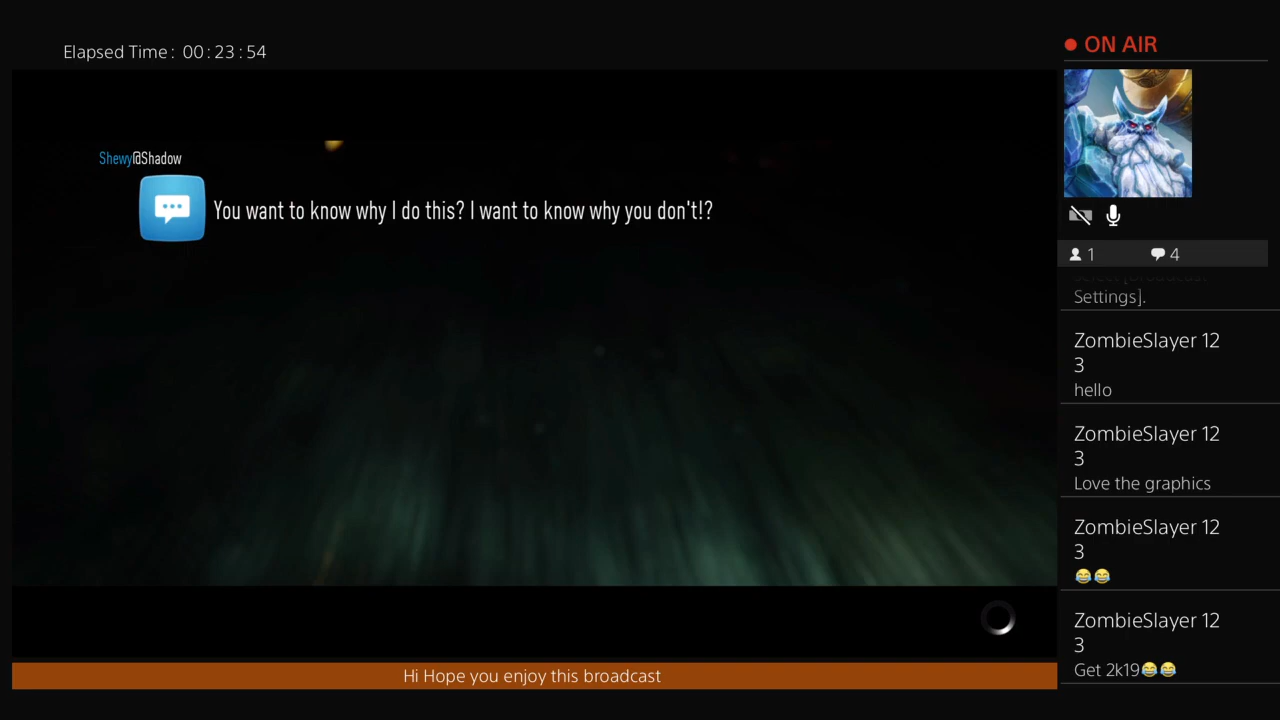 Elapsed Time: 00:23:54
ON AIR
Shewy@Shadow
You want to know why I do this? I want to know why you don't!?
1 4
Settings].
ZombieSlayer 12
3
hello
ZombieSlayer 12
3
Love the graphics
ZombieSlayer 12
3
😂😂
ZombieSlayer 12
3
Get 2k19😂😂
Hi Hope you enjoy this broadcast